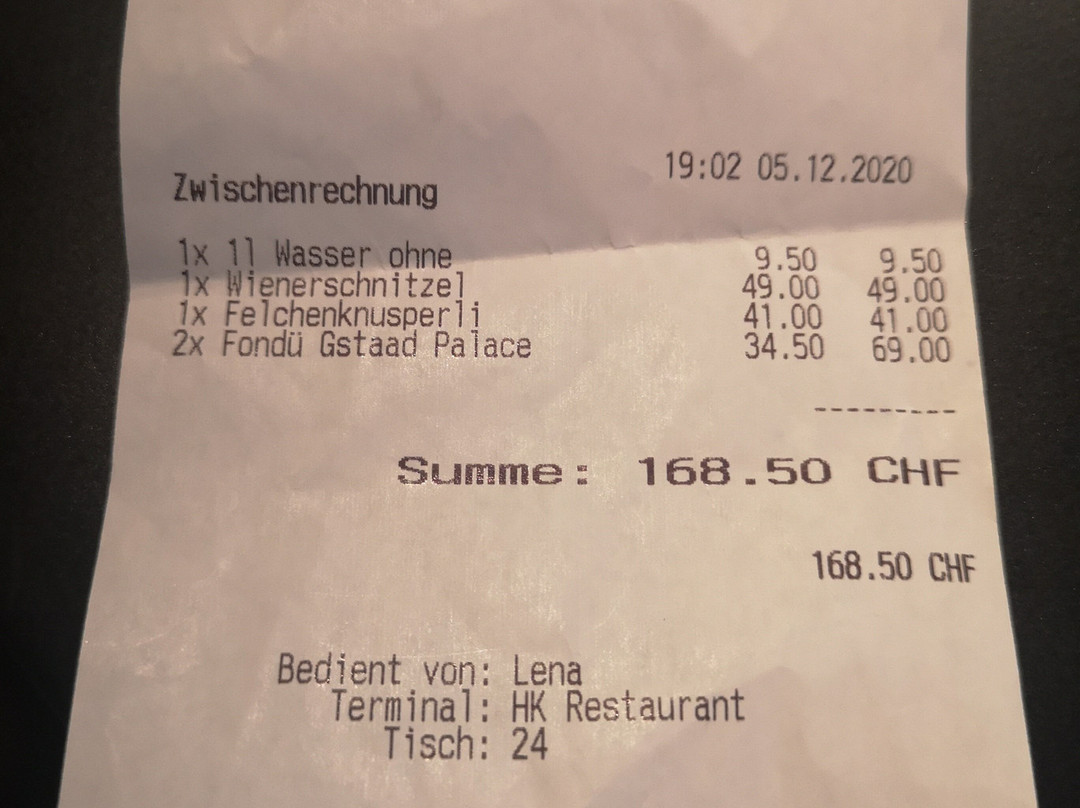 19:02 05.12.2020
Zwischenrechnung
1x 1l Wasser ohne 9.50 9.50
1x Wienerschnitzel 49.00 49.00
1x Felchenknusperli 41.00 41.00
2x Fondü Gstaad Palace 34.50 69.00
---------
Summe: 168.50 CHF
168.50 CHF
Bedient von: Lena
Terminal: HK Restaurant
Tisch: 24